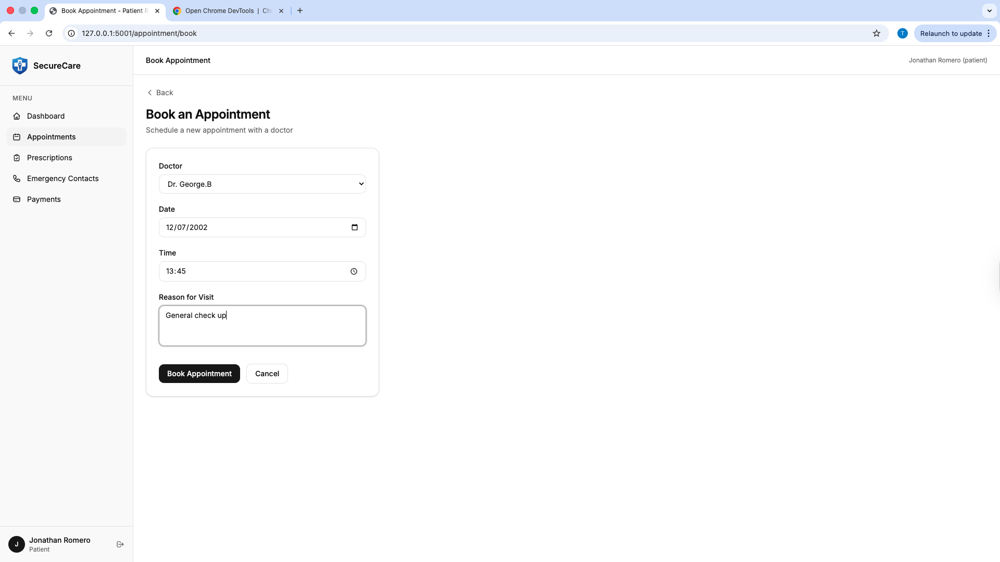 Book Appointment - Patient R
Open Chrome DevTools | Ch
127.0.0.1:5001/appointment/book
T
Relaunch to update
SecureCare
Book Appointment
Jonathan Romero (patient)
MENU
Dashboard
Appointments
Prescriptions
Emergency Contacts
Payments
Back
Book an Appointment
Schedule a new appointment with a doctor
Doctor
Dr. George.B
Date
12/07/2002
Time
13:45
Reason for Visit
General check up
Book Appointment
Cancel
J
Jonathan Romero
Patient